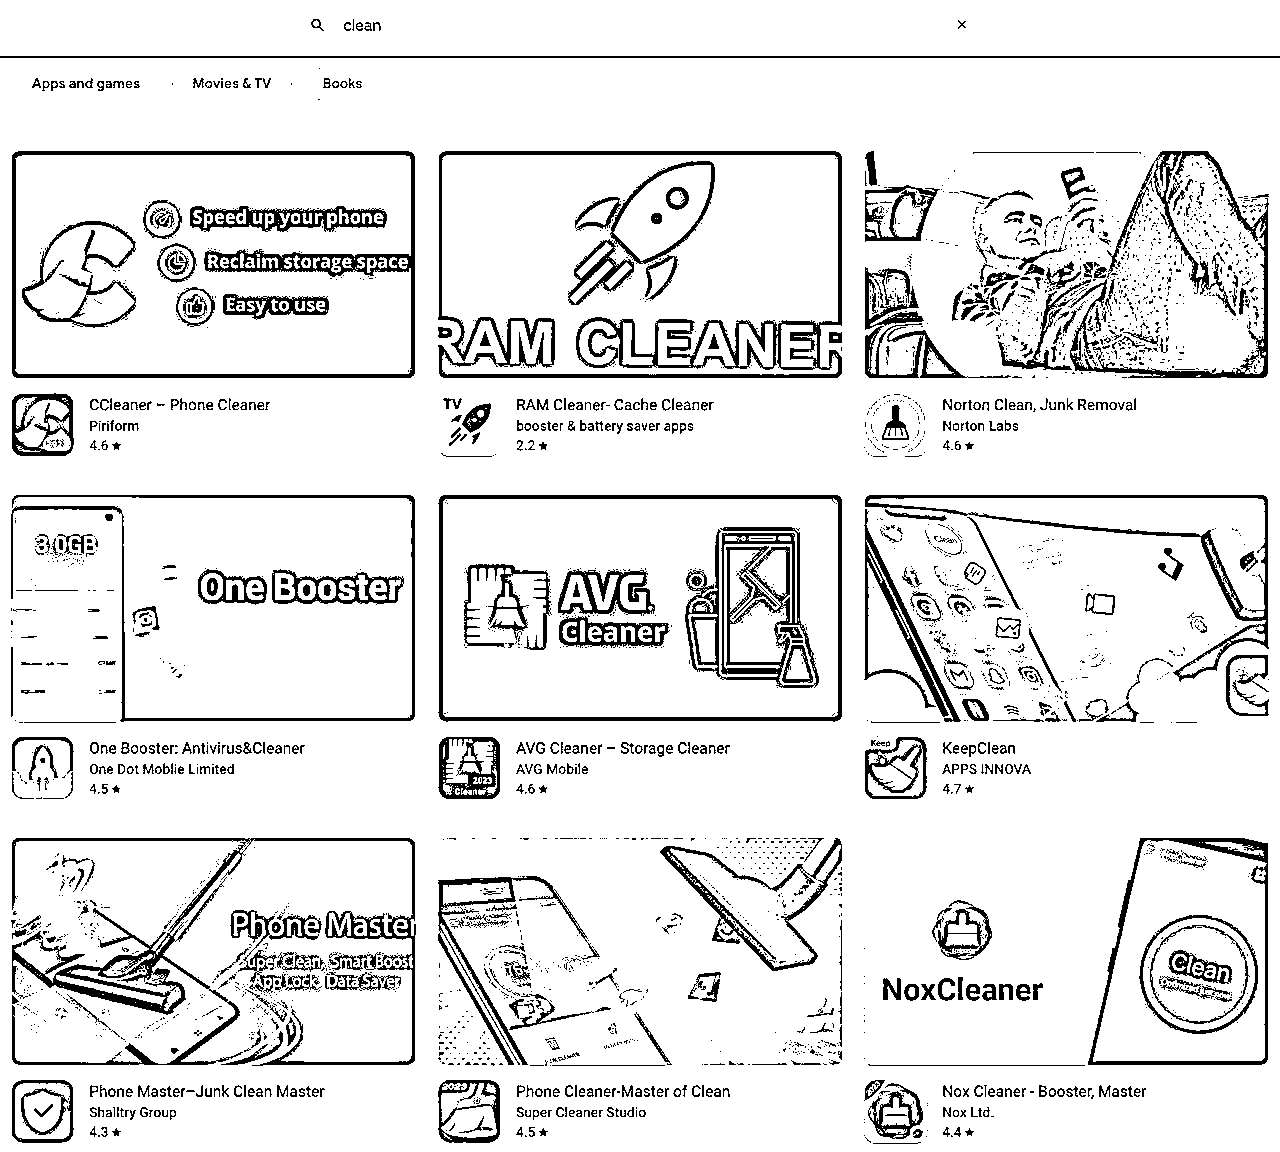 clean
Apps and games
Movies & TV
Books
Speed up your phone
Reclaim storage space
Easy to use
RAM CLEANER
CCleaner – Phone Cleaner
Piriform
4.6 ★
TV
RAM Cleaner- Cache Cleaner
booster & battery saver apps
2.2 ★
Norton Clean, Junk Removal
Norton Labs
4.6 ★
3.0GB
One Booster
AVG
Cleaner
Clean
One Booster: Antivirus&Cleaner
One Dot Moblie Limited
4.5 ★
2023
Cleaner
AVG Cleaner – Storage Cleaner
AVG Mobile
4.6 ★
Keep
KeepClean
APPS INNOVA
4.7 ★
Phone Master
Super Clean, Smart Boost
App Lock, Data Saver
NoxCleaner
Clean
Phone Master–Junk Clean Master
Shalltry Group
4.3 ★
2023
Phone Cleaner-Master of Clean
Super Cleaner Studio
4.5 ★
Nox Cleaner - Booster, Master
Nox Ltd.
4.4 ★